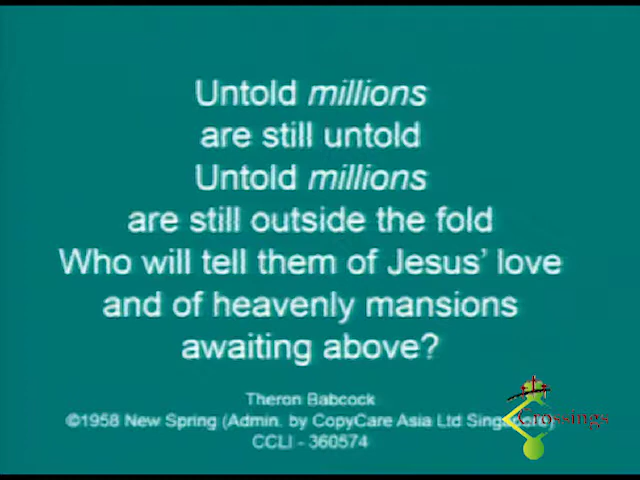 Untold millions
are still untold
Untold millions
are still outside the fold
Who will tell them of Jesus' love
and of heavenly mansions
awaiting above?
Theron Babcock
©1958 New Spring (Admin. by CopyCare Asia Ltd
CCLI - 360574
Crossings